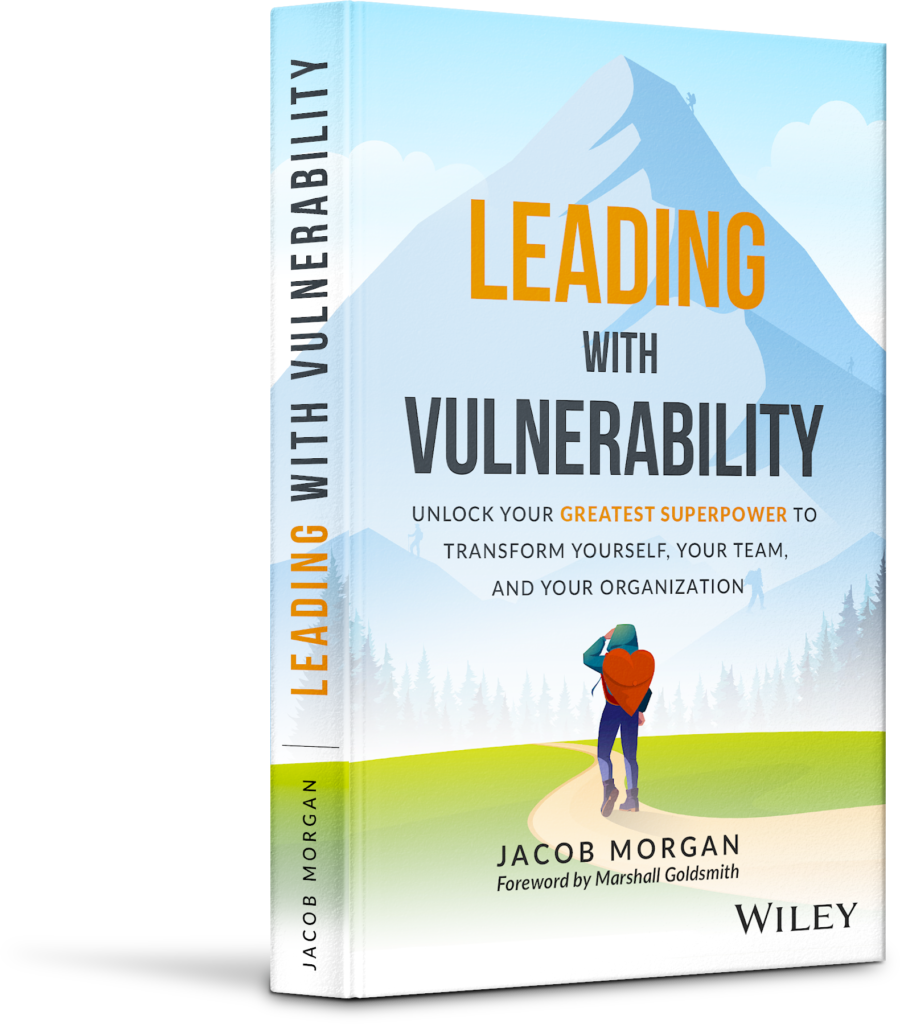 LEADING WITH VULNERABILITY
JACOB MORGAN
LEADING
WITH
VULNERABILITY
UNLOCK YOUR GREATEST SUPERPOWER TO
TRANSFORM YOURSELF, YOUR TEAM,
AND YOUR ORGANIZATION
JACOB MORGAN
Foreword by Marshall Goldsmith
WILEY